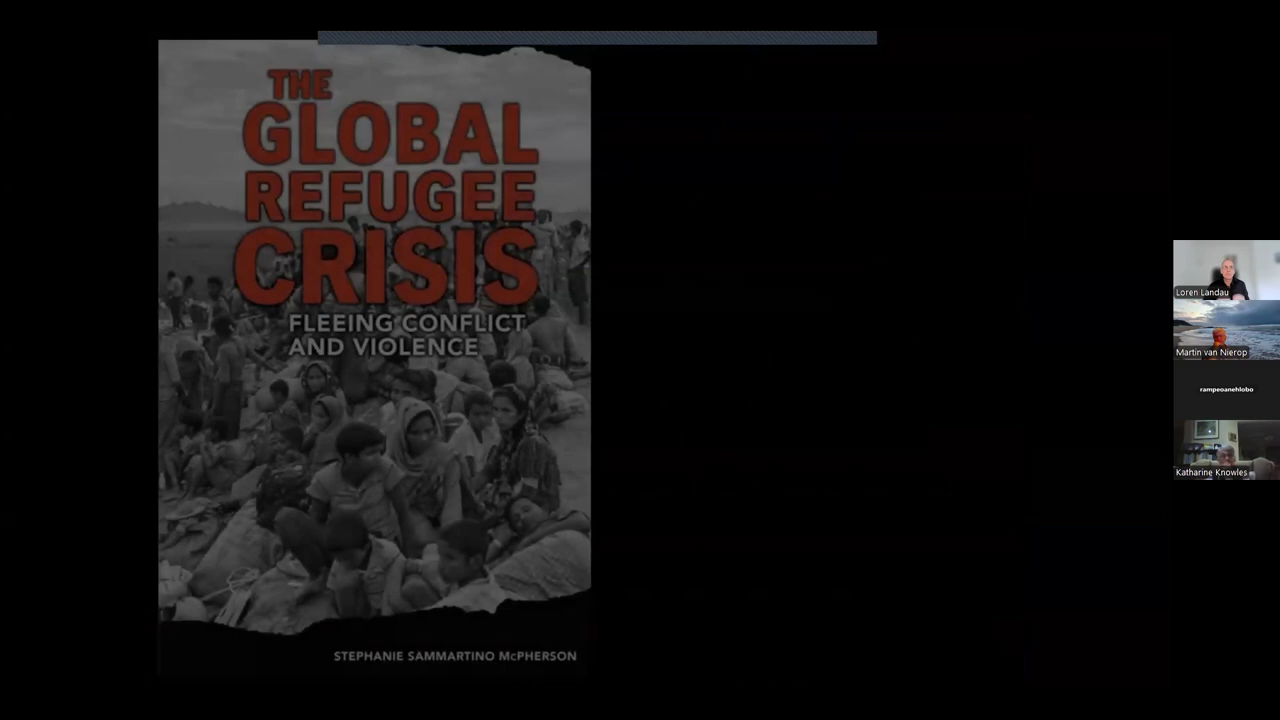 THE
GLOBAL
REFUGEE
CRISIS
FLEEING CONFLICT
AND VIOLENCE
STEPHANIE SAMMARTINO McPHERSON
Loren Landau
Martin van Nierop
rampeoanehlobo
Katharine Knowles